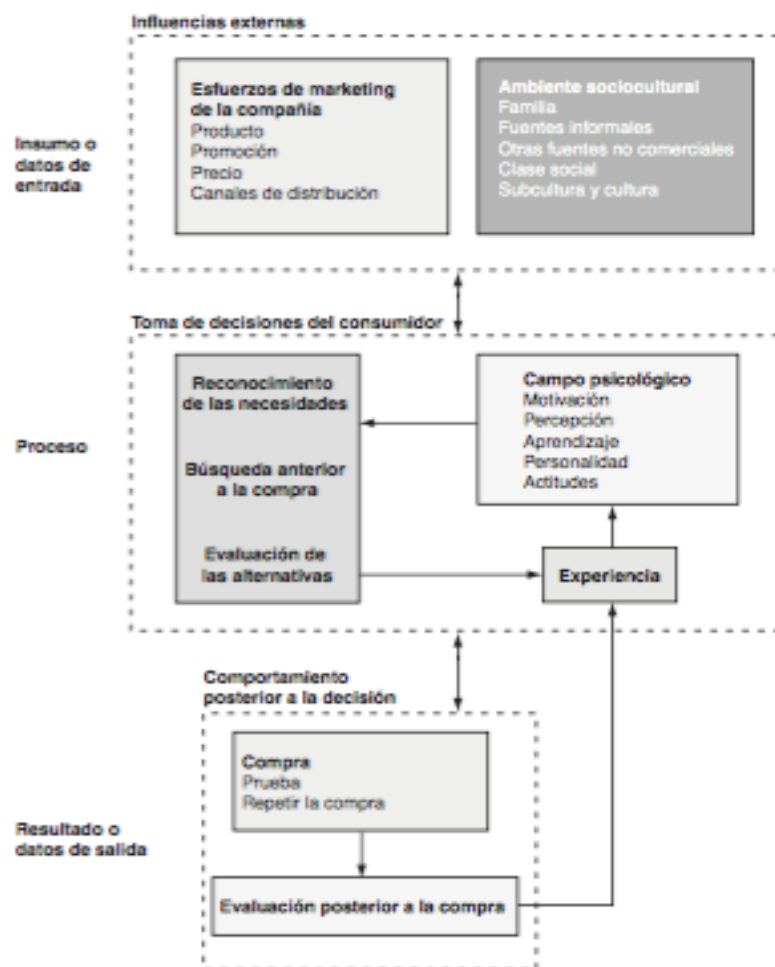 Influencias externas
Esfuerzos de marketing
de la compañía
Producto
Promoción
Precio
Canales de distribución
Ambiente sociocultural
Familia
Fuentes informales
Otras fuentes no comerciales
Clase social
Subcultura y cultura
Insumo o
datos de
entrada
Toma de decisiones del consumidor
Reconocimiento
de las necesidades
Búsqueda anterior
a la compra
Evaluación de
las alternativas
Campo psicológico
Motivación
Percepción
Aprendizaje
Personalidad
Actitudes
Proceso
Experiencia
Comportamiento
posterior a la decisión
Compra
Prueba
Repetir la compra
Resultado o
datos de salida
Evaluación posterior a la compra